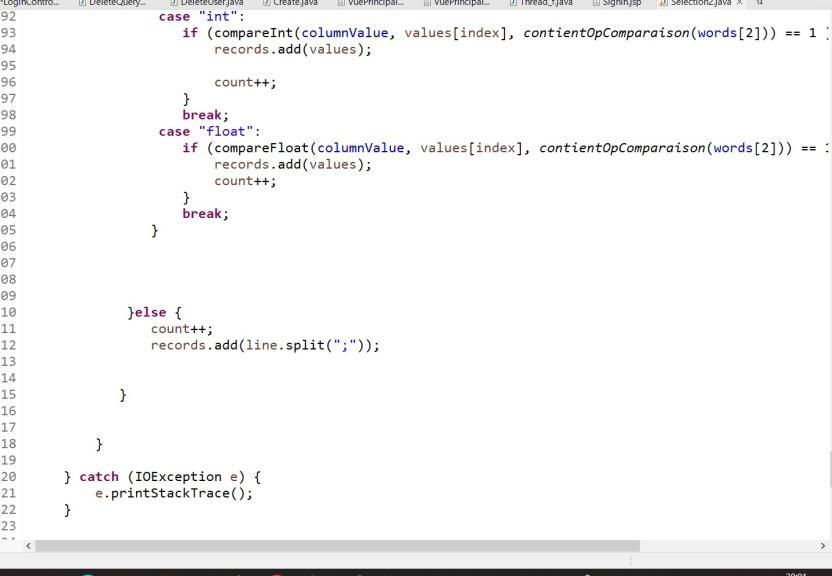 *LoginContro... DeleteQuery... DeleteUser.java Create.java VuePrincipal... VuePrincipal... Thread_f.java SignIn.jsp Selection2.java
92 case "int":
93 if (compareInt(columnValue, values[index], contientOpComparaison(words[2])) == 1 )
94 records.add(values);
95
96 count++;
97 }
98 break;
99 case "float":
00 if (compareFloat(columnValue, values[index], contientOpComparaison(words[2])) ==
01 records.add(values);
02 count++;
03 }
04 break;
05 }
06
07
08
09
10 }else {
11 count++;
12 records.add(line.split(";"));
13
14
15 }
16
17
18 }
19
20 } catch (IOException e) {
21 e.printStackTrace();
22 }
23